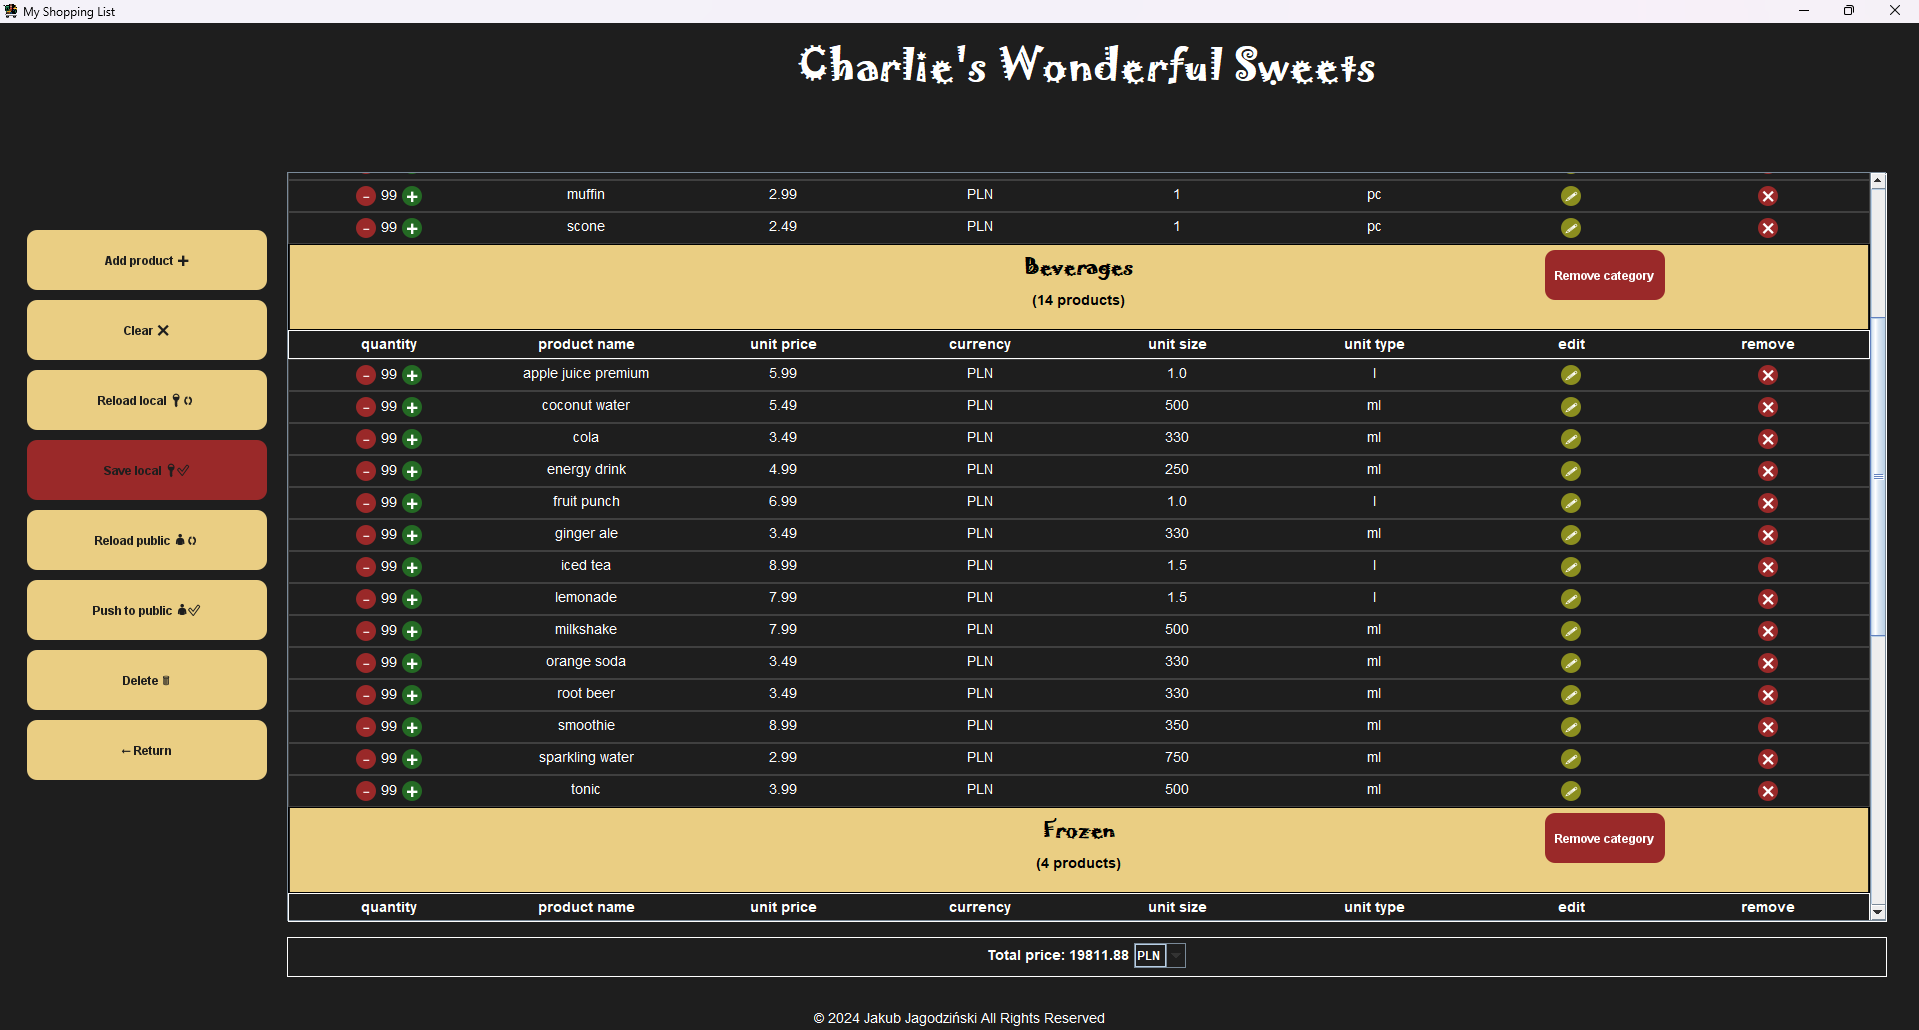 My Shopping List
Charlie's Wonderful Sweets
Add product
Clear
Reload local
Save local
Reload public
Push to public
Delete
←Return
- 99 + muffin 2.99 PLN 1 pc
- 99 + scone 2.49 PLN 1 pc
Beverages
Remove category
(14 products)
quantity product name unit price currency unit size unit type edit remove
- 99 + apple juice premium 5.99 PLN 1.0 l
- 99 + coconut water 5.49 PLN 500 ml
- 99 + cola 3.49 PLN 330 ml
- 99 + energy drink 4.99 PLN 250 ml
- 99 + fruit punch 6.99 PLN 1.0 l
- 99 + ginger ale 3.49 PLN 330 ml
- 99 + iced tea 8.99 PLN 1.5 l
- 99 + lemonade 7.99 PLN 1.5 l
- 99 + milkshake 7.99 PLN 500 ml
- 99 + orange soda 3.49 PLN 330 ml
- 99 + root beer 3.49 PLN 330 ml
- 99 + smoothie 8.99 PLN 350 ml
- 99 + sparkling water 2.99 PLN 750 ml
- 99 + tonic 3.99 PLN 500 ml
Frozen
Remove category
(4 products)
quantity product name unit price currency unit size unit type edit remove
Total price: 19811.88 PLN
© 2024 Jakub Jagodziński All Rights Reserved